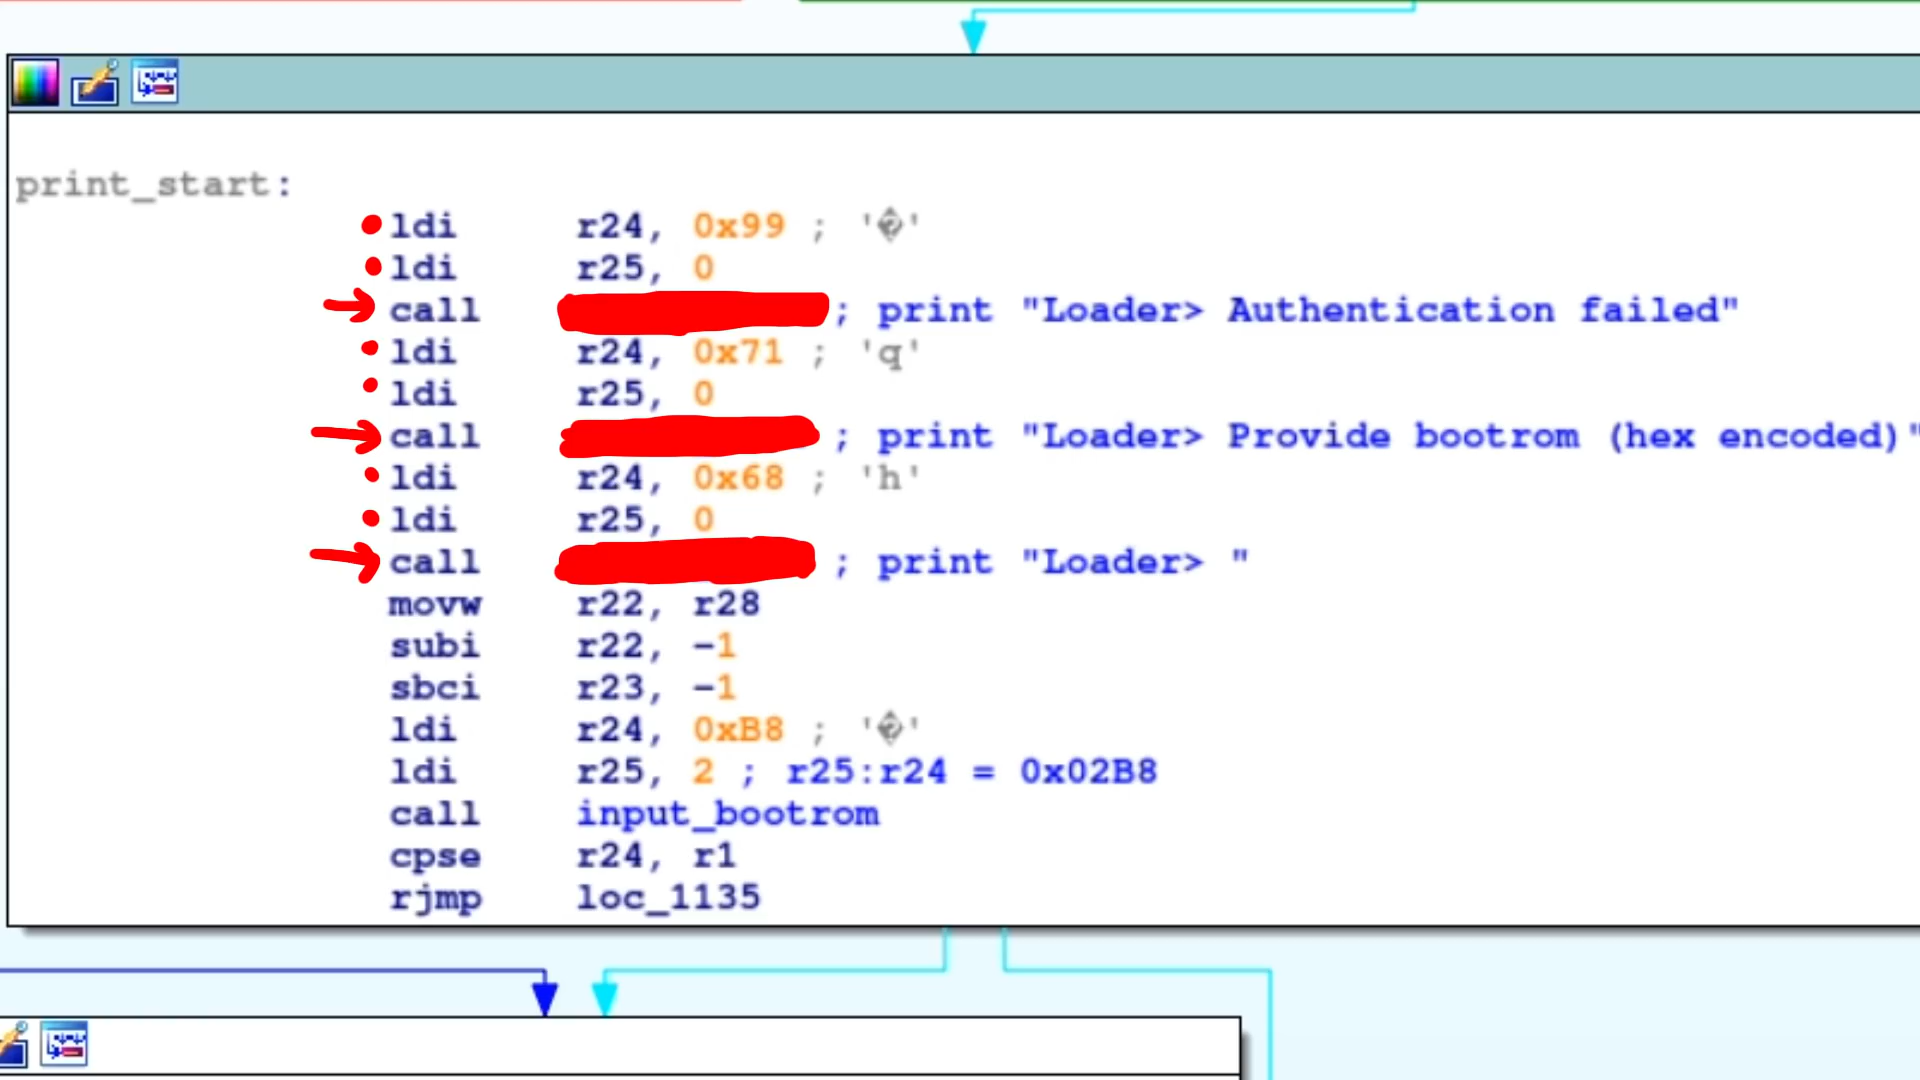 print_start:
ldi r24, 0x99 ; '�'
ldi r25, 0
call ; print "Loader> Authentication failed"
ldi r24, 0x71 ; 'q'
ldi r25, 0
call ; print "Loader> Provide bootrom (hex encoded)"
ldi r24, 0x68 ; 'h'
ldi r25, 0
call ; print "Loader> "
movw r22, r28
subi r22, -1
sbci r23, -1
ldi r24, 0xB8 ; '�'
ldi r25, 2 ; r25:r24 = 0x02B8
call input_bootrom
cpse r24, r1
rjmp loc_1135